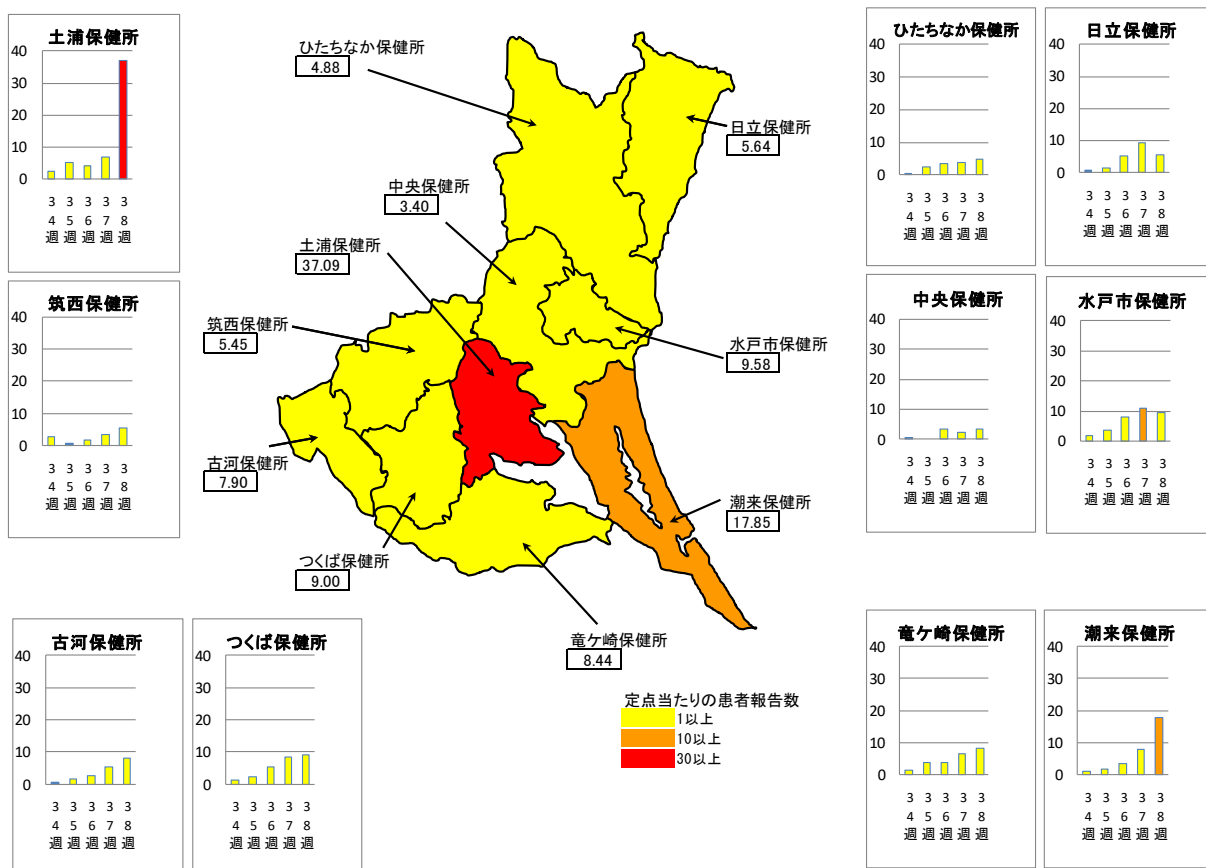 土浦保健所
40
30
20
10
0
34週
35週
36週
37週
38週
筑西保健所
40
30
20
10
0
34週
35週
36週
37週
38週
ひたちなか保健所
4.88
日立保健所
5.64
中央保健所
3.40
土浦保健所
37.09
筑西保健所
5.45
水戸市保健所
9.58
古河保健所
7.90
潮来保健所
17.85
つくば保健所
9.00
竜ケ崎保健所
8.44
定点当たりの患者報告数
1以上
10以上
30以上
ひたちなか保健所
40
30
20
10
0
34週
35週
36週
37週
38週
日立保健所
40
30
20
10
0
34週
35週
36週
37週
38週
中央保健所
40
30
20
10
0
34週
35週
36週
37週
38週
水戸市保健所
40
30
20
10
0
34週
35週
36週
37週
38週
古河保健所
40
30
20
10
0
34週
35週
36週
37週
38週
つくば保健所
40
30
20
10
0
34週
35週
36週
37週
38週
竜ケ崎保健所
40
30
20
10
0
34週
35週
36週
37週
38週
潮来保健所
40
30
20
10
0
34週
35週
36週
37週
38週